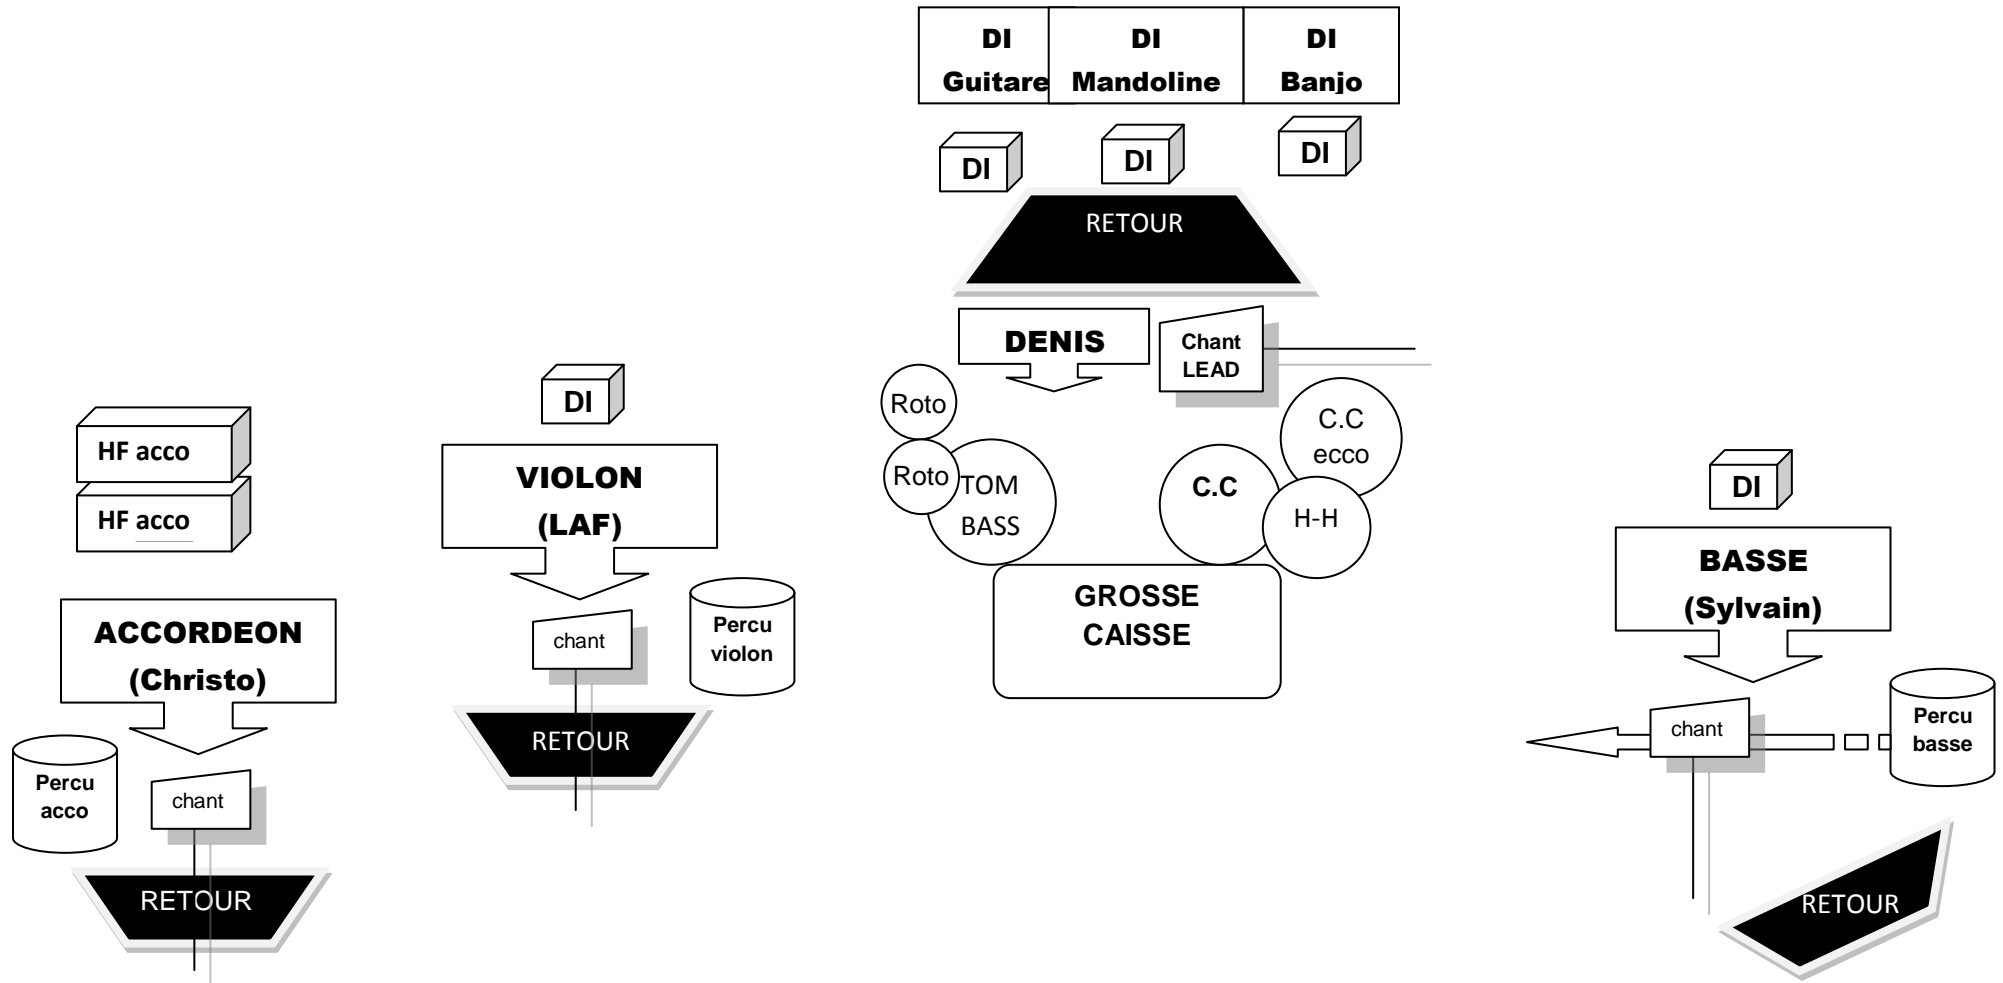 DI
Guitare
DI
Mandoline
DI
Banjo
DI
DI
DI
RETOUR
DENIS
Chant
LEAD
Roto
Roto
TOM
BASS
C.C
C.C
ecco
H-H
GROSSE
CAISSE
HF acco
HF acco
ACCORDEON
(Christo)
Percu
acco
chant
RETOUR
DI
VIOLON
(LAF)
chant
Percu
violon
RETOUR
DI
BASSE
(Sylvain)
chant
Percu
basse
RETOUR